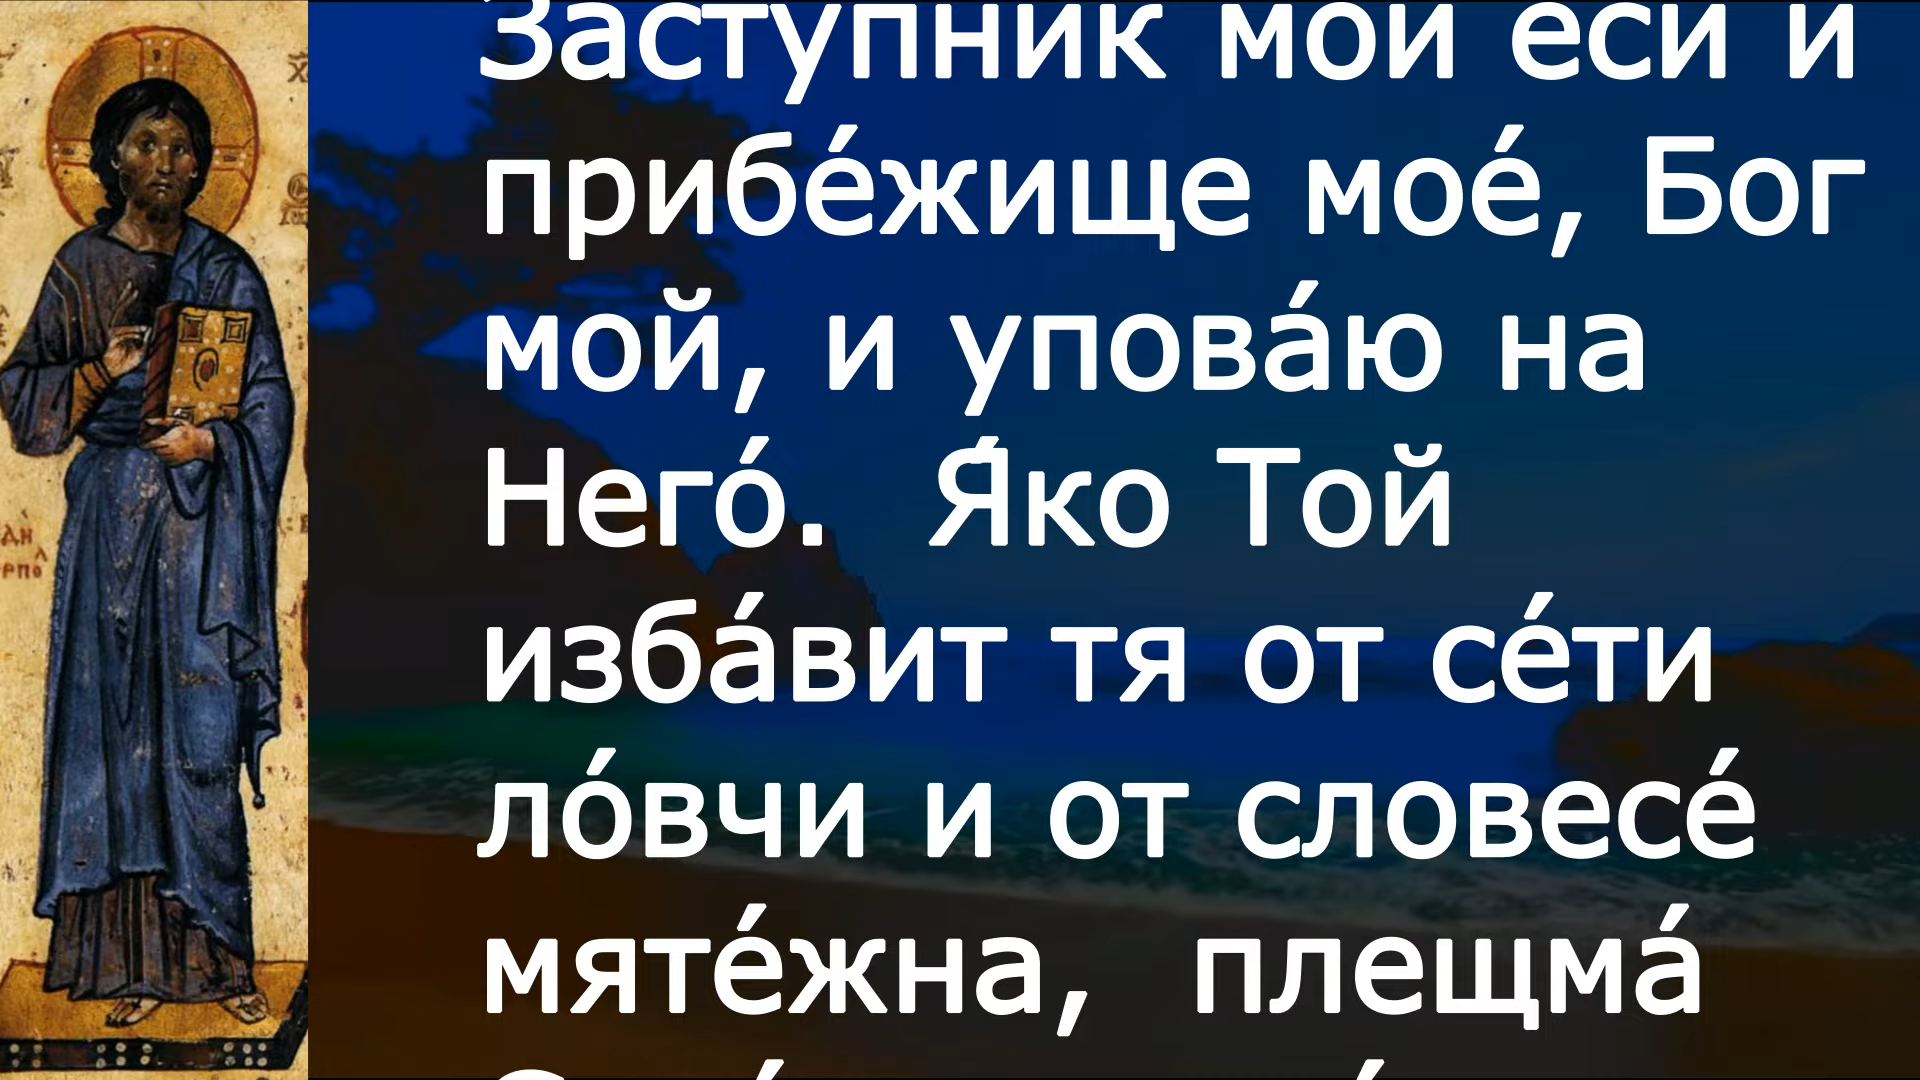 Заступник мой еси и
прибе́жище мое́, Бог
мой, и упова́ю на
Него́. Я́ко Той
изба́вит тя от се́ти
ло́вчи и от словесе́
мяте́жна, плещма́